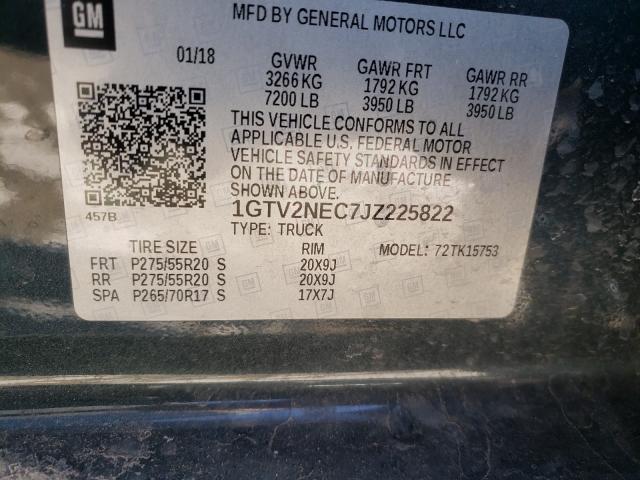 GM
MFD BY GENERAL MOTORS LLC
01/18 GVWR GAWR FRT GAWR RR
3266 KG 1792 KG 1792 KG
7200 LB 3950 LB 3950 LB
THIS VEHICLE CONFORMS TO ALL
APPLICABLE U.S. FEDERAL MOTOR
VEHICLE SAFETY STANDARDS IN EFFECT
ON THE DATE OF MANUFACTURE
SHOWN ABOVE.
457B
1GTV2NEC7JZ225822
TYPE: TRUCK
TIRE SIZE RIM MODEL: 72TK15753
FRT P275/55R20 S 20X9J
RR P275/55R20 S 20X9J
SPA P265/70R17 S 17X7J